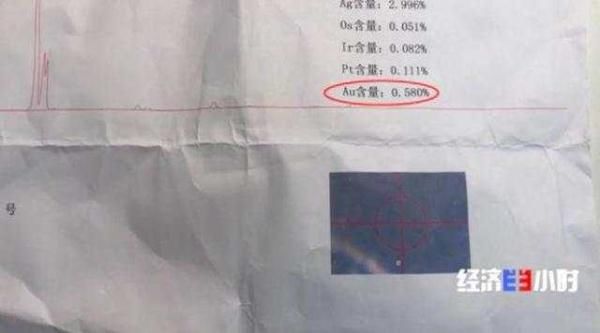 Ag含量：2.996%
Os含量：0.051%
Ir含量：0.082%
Pt含量：0.111%
Au含量：0.580%
号
经济半小时